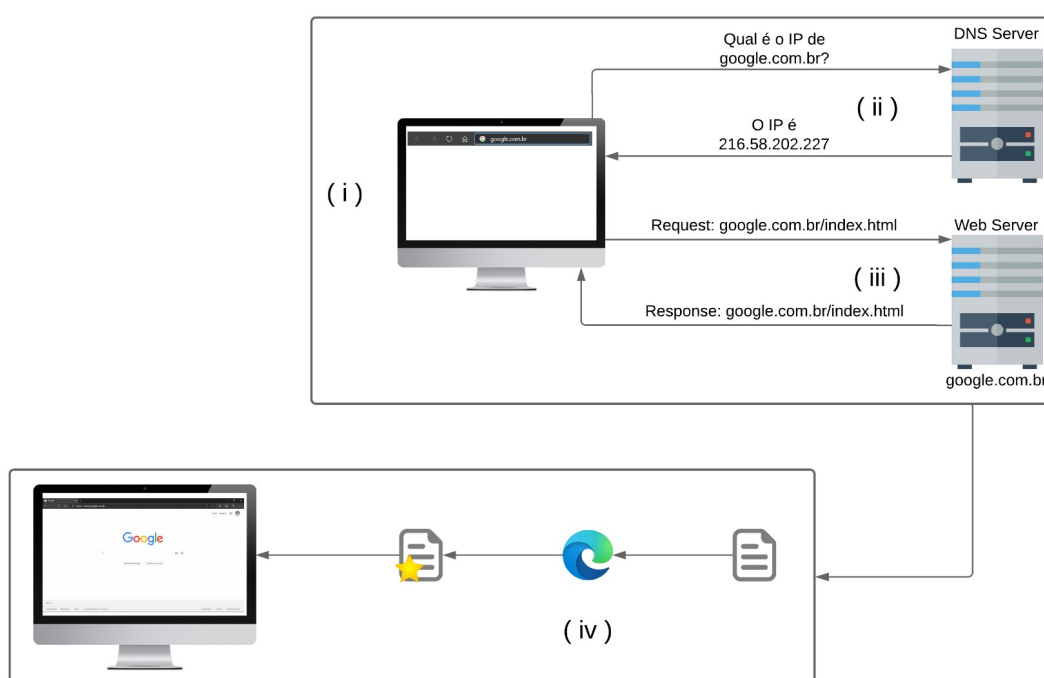 DNS Server
Qual é o IP de
google.com.br?
( ii )
O IP é
216.58.202.227
google.com.br
( i )
Request: google.com.br/index.html
Web Server
( iii )
Response: google.com.br/index.html
google.com.br
Google
( iv )